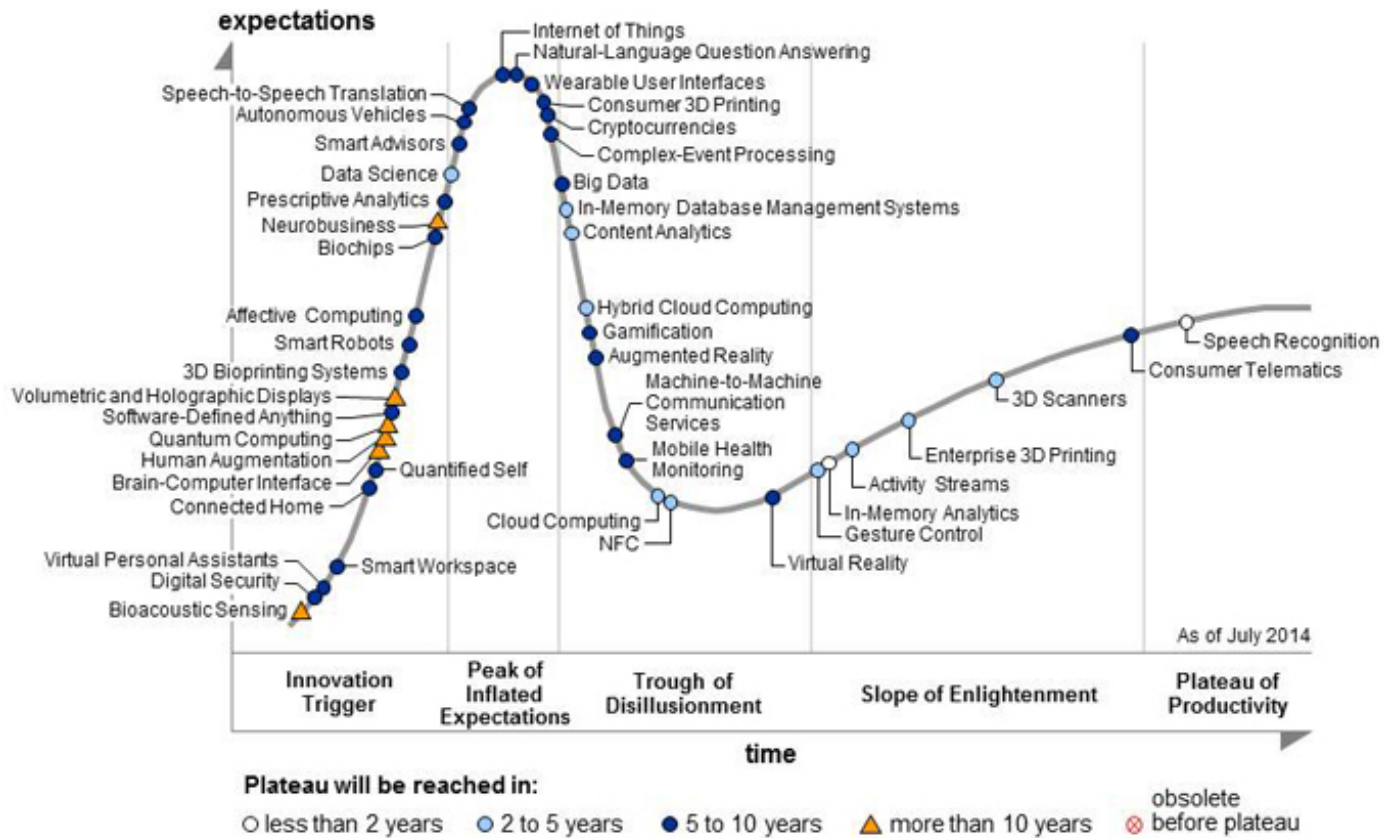 expectations
Internet of Things
Natural-Language Question Answering
Wearable User Interfaces
Speech-to-Speech Translation
Consumer 3D Printing
Autonomous Vehicles
Cryptocurrencies
Smart Advisors
Complex-Event Processing
Data Science
Big Data
Prescriptive Analytics
In-Memory Database Management Systems
Neurobusiness
Content Analytics
Biochips
Hybrid Cloud Computing
Affective Computing
Gamification
Speech Recognition
Smart Robots
Augmented Reality
Consumer Telematics
3D Bioprinting Systems
Machine-to-Machine
Communication
Services
Volumetric and Holographic Displays
3D Scanners
Software-Defined Anything
Quantum Computing
Mobile Health
Monitoring
Enterprise 3D Printing
Human Augmentation
Quantified Self
Brain-Computer Interface
Activity Streams
Connected Home
In-Memory Analytics
Cloud Computing
Gesture Control
NFC
Virtual Reality
Virtual Personal Assistants
Smart Workspace
Digital Security
Bioacoustic Sensing
As of July 2014
Innovation
Trigger
Peak of
Inflated
Expectations
Trough of
Disillusionment
Slope of Enlightenment
Plateau of
Productivity
time
Plateau will be reached in:
less than 2 years
2 to 5 years
5 to 10 years
more than 10 years
obsolete
before plateau